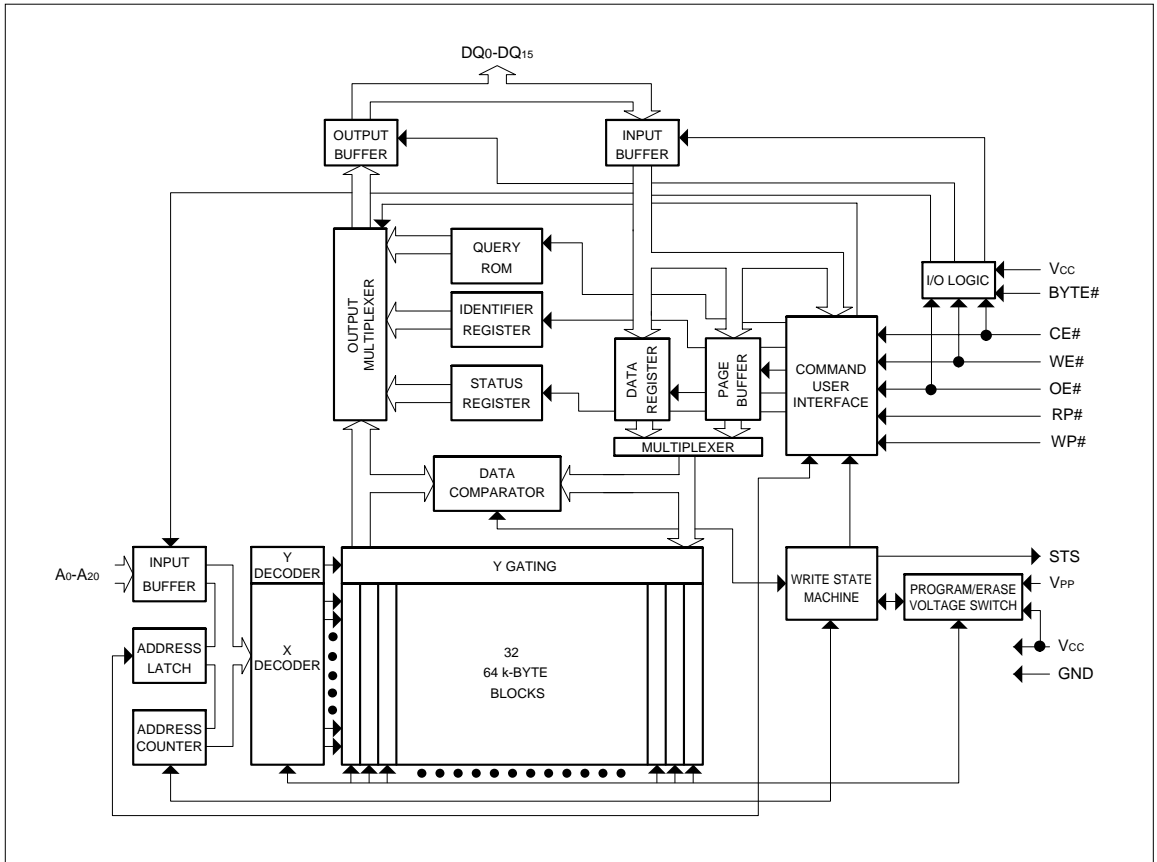 DQ0-DQ15
OUTPUT
BUFFER
INPUT
BUFFER
OUTPUT
MULTIPLEXER
QUERY
ROM
IDENTIFIER
REGISTER
STATUS
REGISTER
DATA
REGISTER
PAGE
BUFFER
COMMAND
USER
INTERFACE
I/O LOGIC
VCC
BYTE#
CE#
WE#
OE#
RP#
WP#
MULTIPLEXER
DATA
COMPARATOR
A0-A20
INPUT
BUFFER
Y
DECODER
Y GATING
ADDRESS
LATCH
X
DECODER
32
64 k-BYTE
BLOCKS
ADDRESS
COUNTER
WRITE STATE
MACHINE
PROGRAM/ERASE
VOLTAGE SWITCH
STS
VPP
VCC
GND